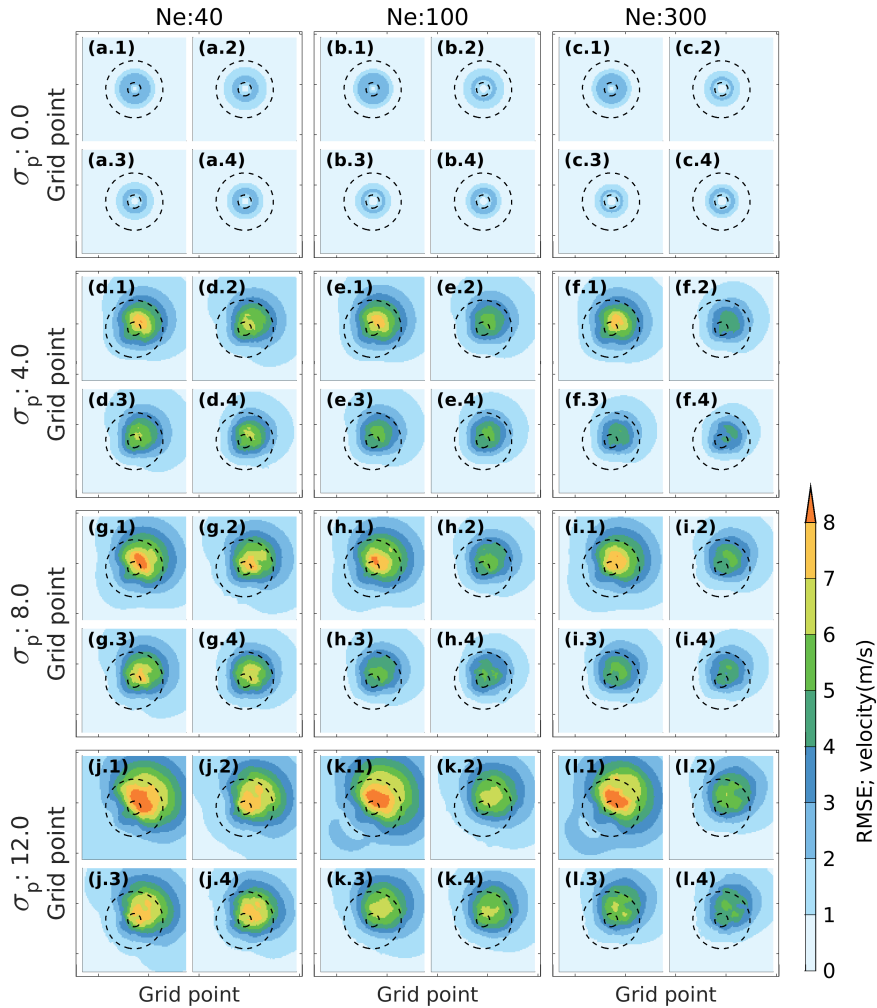 Ne:40 Ne:100 Ne:300
(a.1) (a.2) (b.1) (b.2) (c.1) (c.2)
(a.3) (a.4) (b.3) (b.4) (c.3) (c.4)
σp: 0.0
Grid point
(d.1) (d.2) (e.1) (e.2) (f.1) (f.2)
(d.3) (d.4) (e.3) (e.4) (f.3) (f.4)
σp: 4.0
Grid point
(g.1) (g.2) (h.1) (h.2) (i.1) (i.2)
(g.3) (g.4) (h.3) (h.4) (i.3) (i.4)
σp: 8.0
Grid point
(j.1) (j.2) (k.1) (k.2) (l.1) (l.2)
(j.3) (j.4) (k.3) (k.4) (l.3) (l.4)
σp: 12.0
Grid point
Grid point Grid point Grid point
8
7
6
5
4
3
2
1
0
RMSE; velocity(m/s)